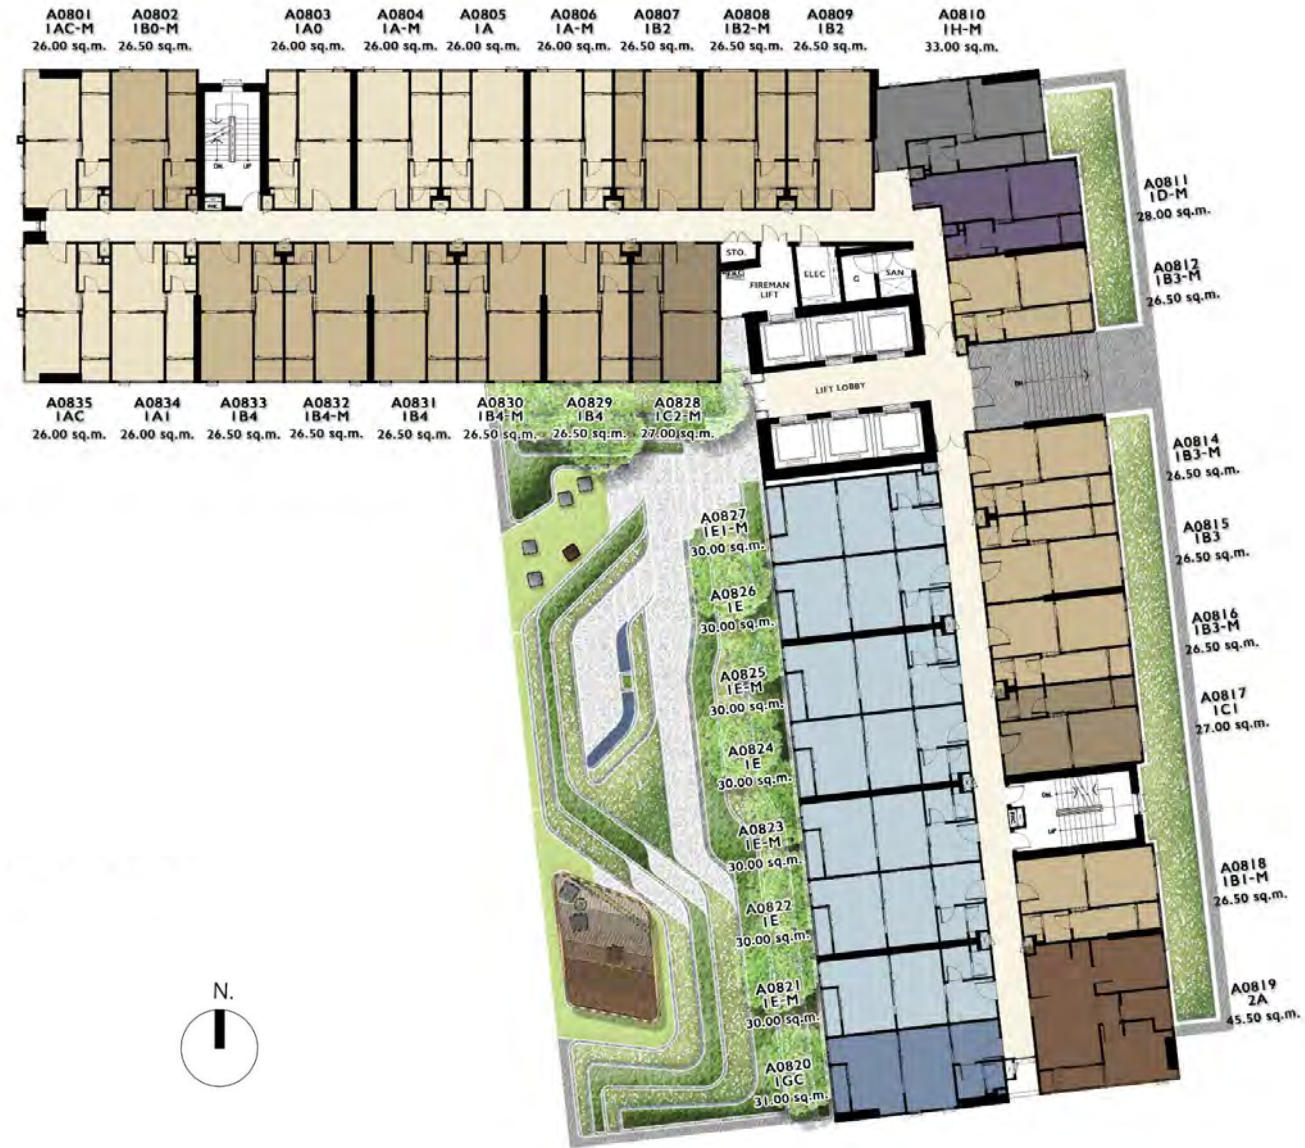 A0801
1AC-M
26.00 sq.m.
A0802
1B0-M
26.50 sq.m.
A0803
1A0
26.00 sq.m.
A0804
1A-M
26.00 sq.m.
A0805
1A
26.00 sq.m.
A0806
1A-M
26.00 sq.m.
A0807
1B2
26.50 sq.m.
A0808
1B2-M
26.50 sq.m.
A0809
1B2
26.50 sq.m.
A0810
1H-M
33.00 sq.m.
DN.
UP
A0811
1D-M
28.00 sq.m.
STO.
FIREMAN
LIFT
ELEC
G
SAN
A0812
1B3-M
26.50 sq.m.
LIFT LOBBY
DN
A0835
1AC
26.00 sq.m.
A0834
1A1
26.00 sq.m.
A0833
1B4
26.50 sq.m.
A0832
1B4-M
26.50 sq.m.
A0831
1B4
26.50 sq.m.
A0830
1B4-M
26.50 sq.m.
A0829
1B4
26.50 sq.m.
A0828
1C2-M
27.00 sq.m.
A0814
1B3-M
26.50 sq.m.
A0827
1E1-M
30.00 sq.m.
A0815
1B3
26.50 sq.m.
A0826
1E
30.00 sq.m.
A0816
1B3-M
26.50 sq.m.
A0825
1E-M
30.00 sq.m.
A0817
1C1
27.00 sq.m.
A0824
1E
30.00 sq.m.
DN.
UP
A0823
1E-M
30.00 sq.m.
A0818
1B1-M
26.50 sq.m.
A0822
1E
30.00 sq.m.
A0821
1E-M
30.00 sq.m.
A0819
2A
45.50 sq.m.
A0820
1GC
31.00 sq.m.
N.